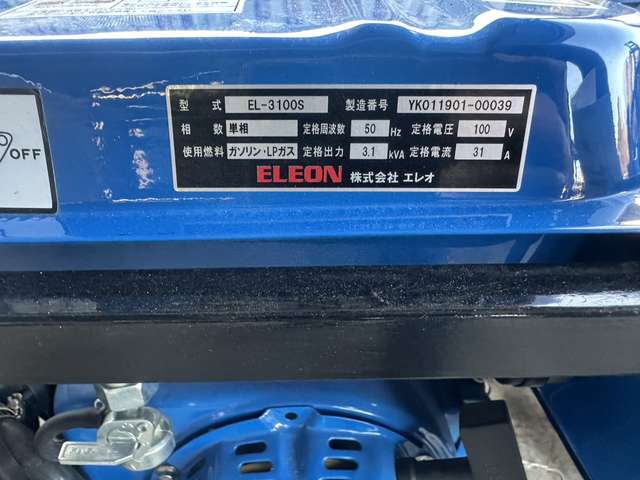 型式 EL-3100S 製造番号 YK011901-00039
相数 単相 定格周波数 50 Hz 定格電圧 100 V
使用燃料 ガソリン・LPガス 定格出力 3.1 kVA 定格電流 31 A
ELEON 株式会社 エレオ
OFF